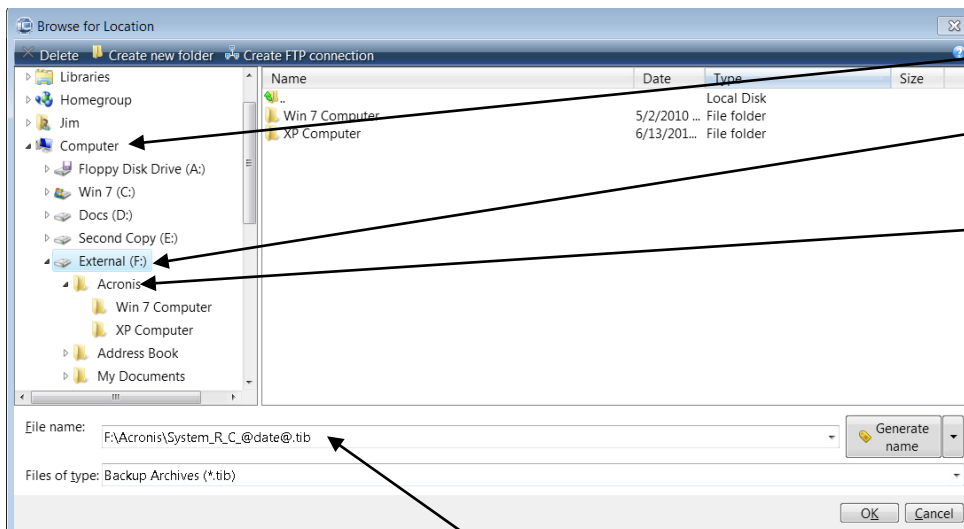 Browse for Location
Delete Create new folder Create FTP connection
Libraries
Homegroup
Jim
Computer
Floppy Disk Drive (A:)
Win 7 (C:)
Docs (D:)
Second Copy (E:)
External (F:)
Acronis
Win 7 Computer
XP Computer
Address Book
My Documents
Name Date Type Size
..
Local Disk
Win 7 Computer 5/2/2010 ... File folder
XP Computer 6/13/201... File folder
File name: F:\Acronis\System_R_C_@date@.tib
Generate name
Files of type: Backup Archives (*.tib)
OK Cancel